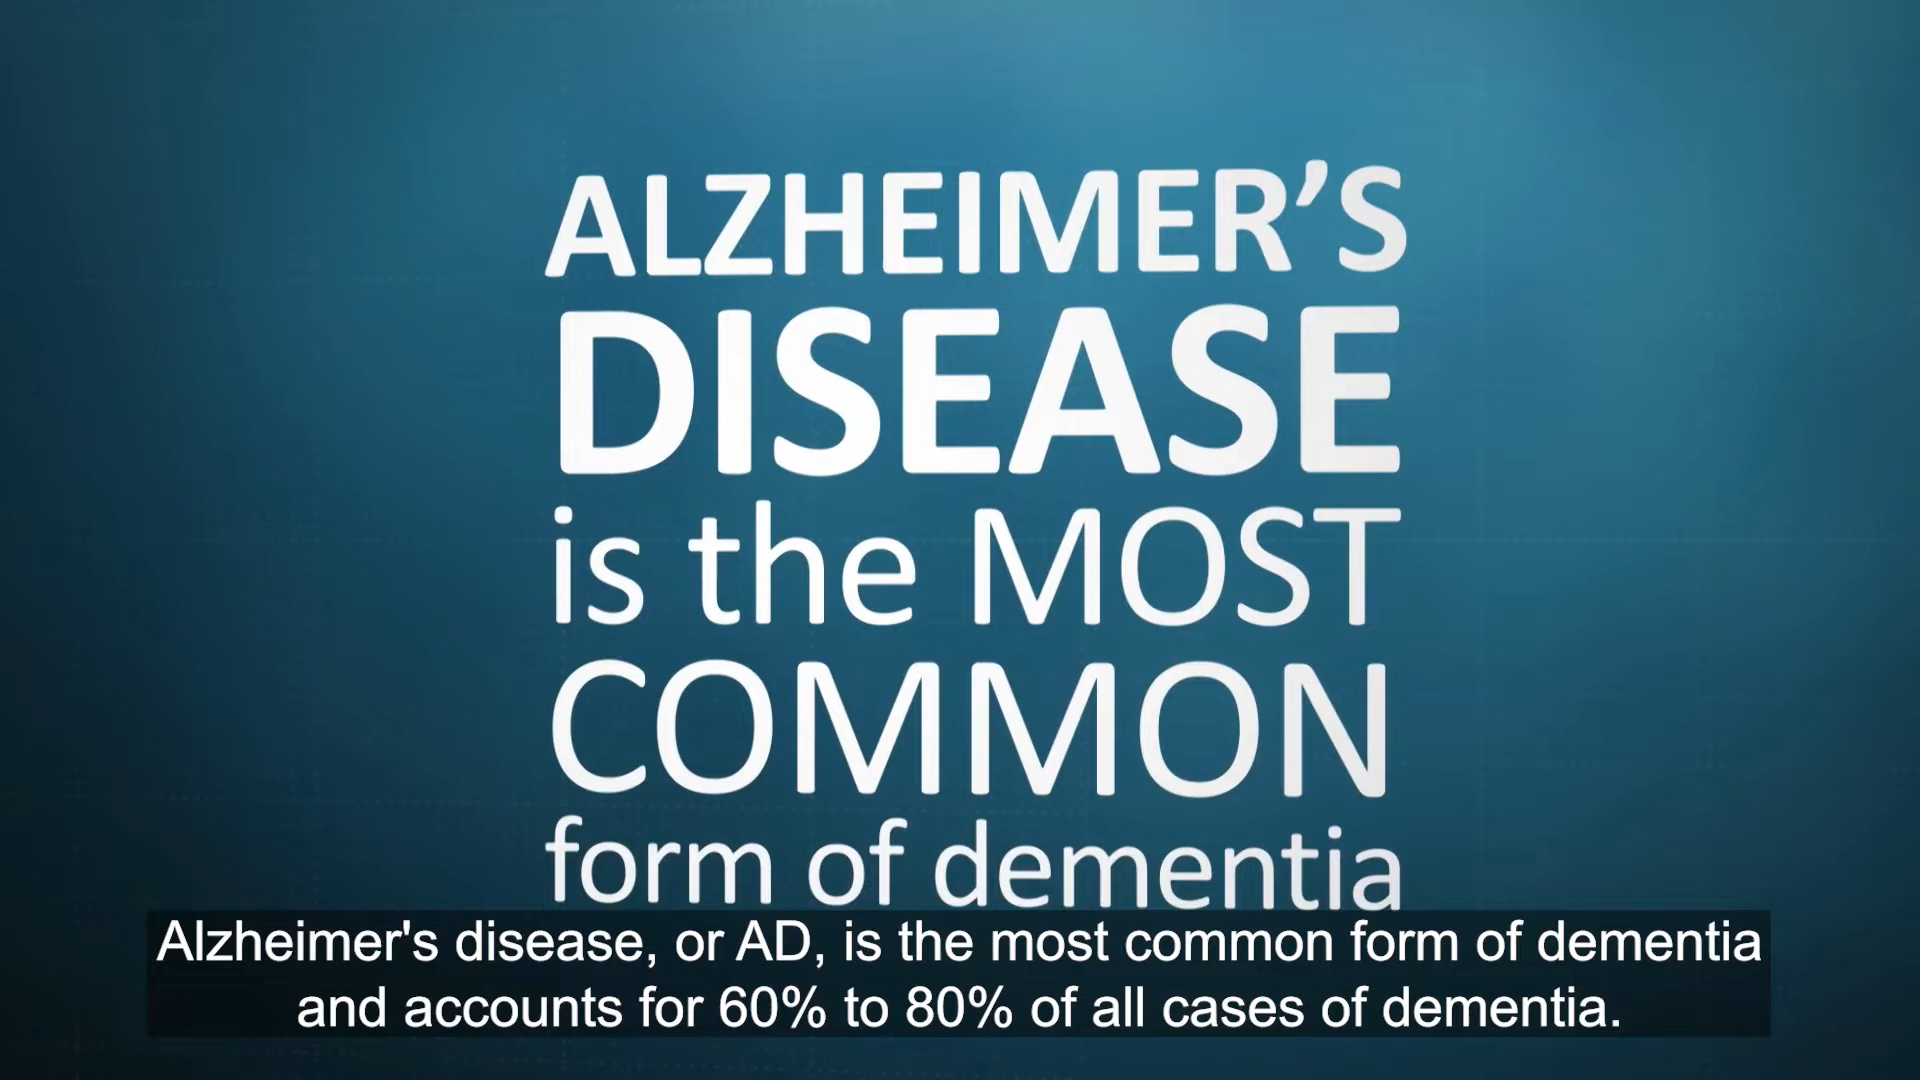 ALZHEIMER’S
DISEASE
is the MOST
COMMON
form of dementia
Alzheimer's disease, or AD, is the most common form of dementia
and accounts for 60% to 80% of all cases of dementia.